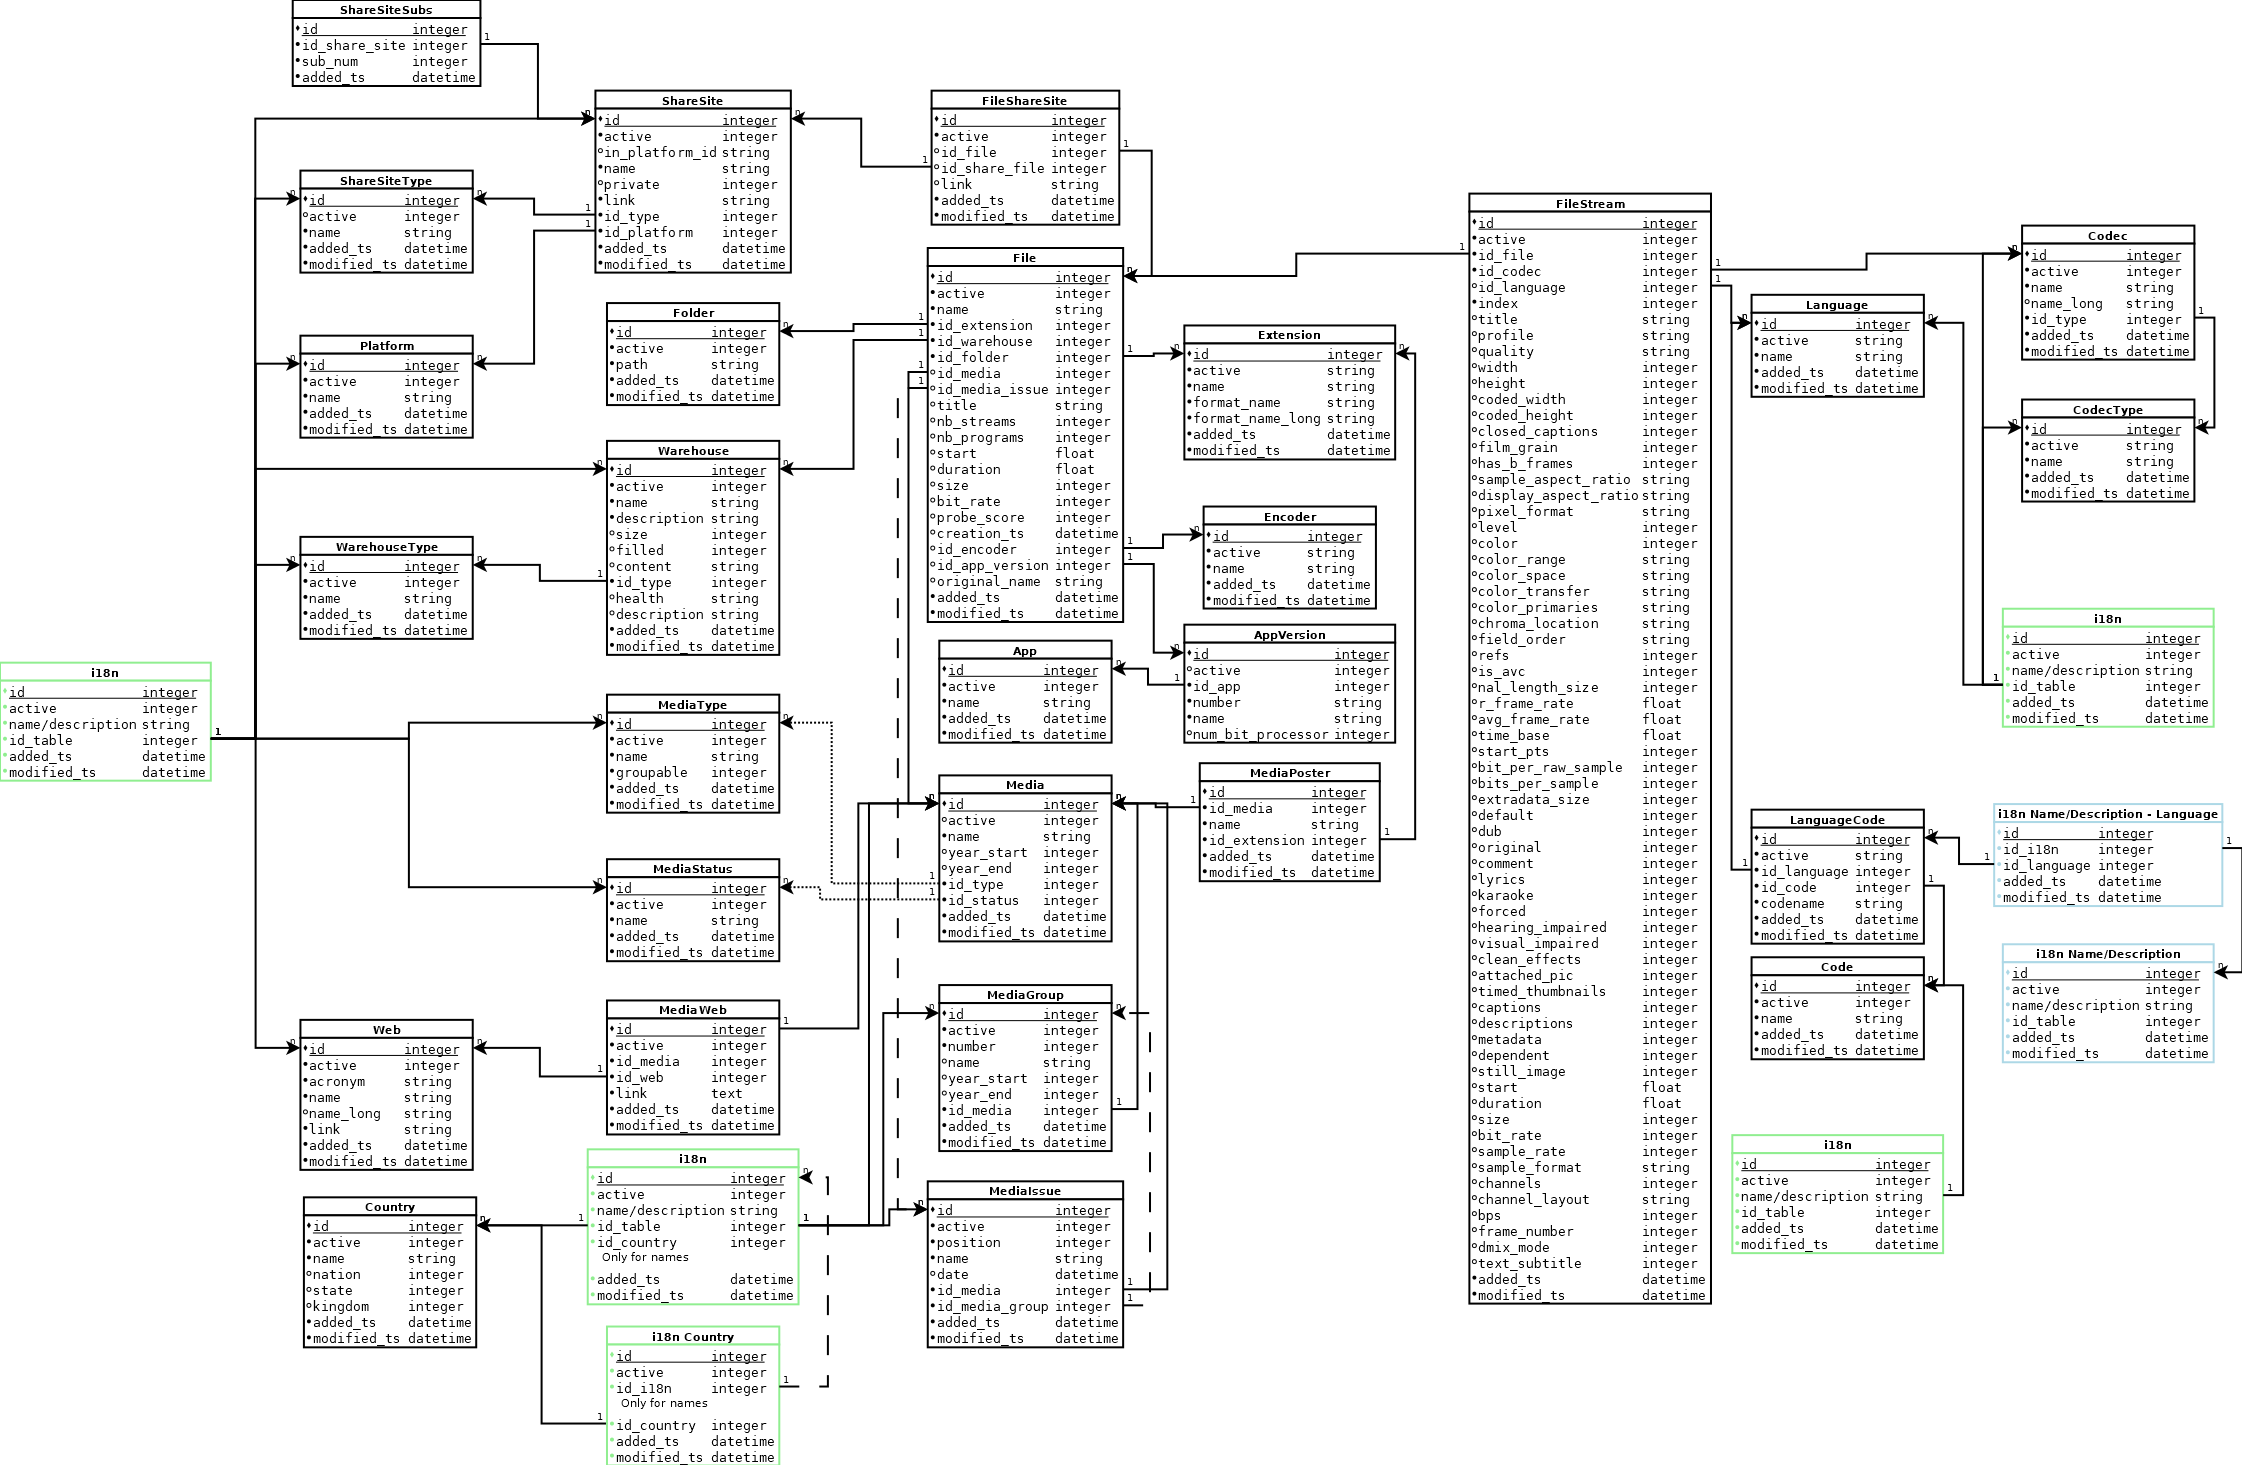 ShareSiteSubs
id integer
id_share_site integer
sub_num integer
added_ts datetime
ShareSite
id integer
active integer
in_platform_id string
name string
private integer
link string
id_type integer
id_platform integer
added_ts datetime
modified_ts datetime
FileShareSite
id integer
active integer
id_file integer
id_share_file integer
link string
added_ts datetime
modified_ts datetime
ShareSiteType
id integer
active integer
name string
added_ts datetime
modified_ts datetime
Platform
id integer
active integer
name string
added_ts datetime
modified_ts datetime
Folder
id integer
active integer
path string
added_ts datetime
modified_ts datetime
File
id integer
active integer
name string
id_extension integer
id_warehouse integer
id_folder integer
id_media integer
id_media_issue integer
title string
nb_streams integer
nb_programs integer
start float
duration float
size integer
bit_rate integer
probe_score integer
creation_ts datetime
id_encoder integer
id_app_version integer
original_name string
added_ts datetime
modified_ts datetime
Extension
id integer
active string
name string
format_name string
format_name_long string
added_ts datetime
modified_ts datetime
Encoder
id integer
active string
name string
added_ts datetime
modified_ts datetime
Warehouse
id integer
active integer
name string
description string
size integer
filled integer
content string
id_type integer
health string
description string
added_ts datetime
modified_ts datetime
WarehouseType
id integer
active integer
name string
added_ts datetime
modified_ts datetime
i18n
id integer
active integer
name/description string
id_table integer
added_ts datetime
modified_ts datetime
App
id integer
active integer
name string
added_ts datetime
modified_ts datetime
AppVersion
id integer
active integer
id_app integer
number string
name string
num_bit_processor integer
MediaType
id integer
active integer
name string
groupable integer
added_ts datetime
modified_ts datetime
Media
id integer
active integer
name string
year_start integer
year_end integer
id_type integer
id_status integer
added_ts datetime
modified_ts datetime
MediaPoster
id integer
id_media integer
name string
id_extension integer
added_ts datetime
modified_ts datetime
MediaStatus
id integer
active integer
name string
added_ts datetime
modified_ts datetime
MediaWeb
id integer
active integer
id_media integer
id_web integer
link text
added_ts datetime
modified_ts datetime
MediaGroup
id integer
active integer
number integer
name string
year_start integer
year_end integer
id_media integer
added_ts datetime
modified_ts datetime
Web
id integer
active integer
acronym string
name string
name_long string
link string
added_ts datetime
modified_ts datetime
Country
id integer
active integer
name string
nation integer
state integer
kingdom integer
added_ts datetime
modified_ts datetime
i18n
id integer
active integer
name/description string
id_table integer
id_country integer
Only for names
added_ts datetime
modified_ts datetime
i18n Country
id integer
active integer
id_i18n integer
Only for names
id_country integer
added_ts datetime
modified_ts datetime
MediaIssue
id integer
active integer
position integer
name string
date datetime
id_media integer
id_media_group integer
added_ts datetime
modified_ts datetime
FileStream
id integer
active integer
id_file integer
id_codec integer
id_language integer
index integer
title string
profile string
quality string
width integer
height integer
coded_width integer
coded_height integer
closed_captions integer
film_grain integer
has_b_frames integer
sample_aspect_ratio string
display_aspect_ratio string
pixel_format string
level integer
color integer
color_range string
color_space string
color_transfer string
color_primaries string
chroma_location string
field_order string
refs integer
is_avc integer
nal_length_size integer
r_frame_rate float
avg_frame_rate float
time_base float
start_pts integer
bit_per_raw_sample integer
bits_per_sample integer
extradata_size integer
default integer
dub integer
original integer
comment integer
lyrics integer
karaoke integer
forced integer
hearing_impaired integer
visual_impaired integer
clean_effects integer
attached_pic integer
timed_thumbnails integer
captions integer
descriptions integer
metadata integer
dependent integer
still_image integer
start float
duration float
size integer
bit_rate integer
sample_rate integer
sample_format string
channels integer
channel_layout string
bps integer
frame_number integer
dmix_mode integer
text_subtitle integer
added_ts datetime
modified_ts datetime
Codec
id integer
active integer
name string
name_long string
id_type integer
added_ts datetime
modified_ts datetime
Language
id integer
active string
name string
added_ts datetime
modified_ts datetime
CodecType
id integer
active string
name string
added_ts datetime
modified_ts datetime
i18n
id integer
active integer
name/description string
id_table integer
added_ts datetime
modified_ts datetime
LanguageCode
id integer
active string
id_language integer
id_code integer
codename string
added_ts datetime
modified_ts datetime
i18n Name/Description - Language
id integer
id_i18n integer
id_language integer
added_ts datetime
modified_ts datetime
Code
id integer
active integer
name string
added_ts datetime
modified_ts datetime
i18n Name/Description
id integer
active integer
name/description string
id_table integer
added_ts datetime
modified_ts datetime
i18n
id integer
active integer
name/description string
id_table integer
added_ts datetime
modified_ts datetime